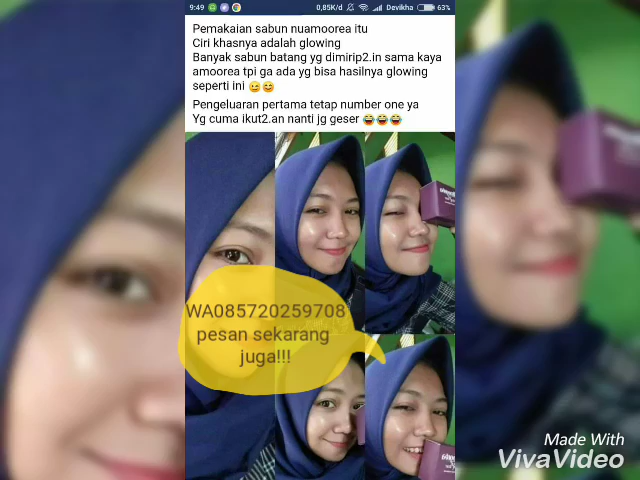 9:49
0,85K/d
Devikha
63%
Pemakaian sabun nuamoorea itu
Ciri khasnya adalah glowing
Banyak sabun batang yg dimirip2.in sama kaya
amoorea tpi ga ada yg bisa hasilnya glowing
seperti ini 😉😊
Pengeluaran pertama tetap number one ya
Yg cuma ikut2.an nanti jg geser 😂😂😂
WA085720259708
pesan sekarang
juga!!!
Made With
VivaVideo